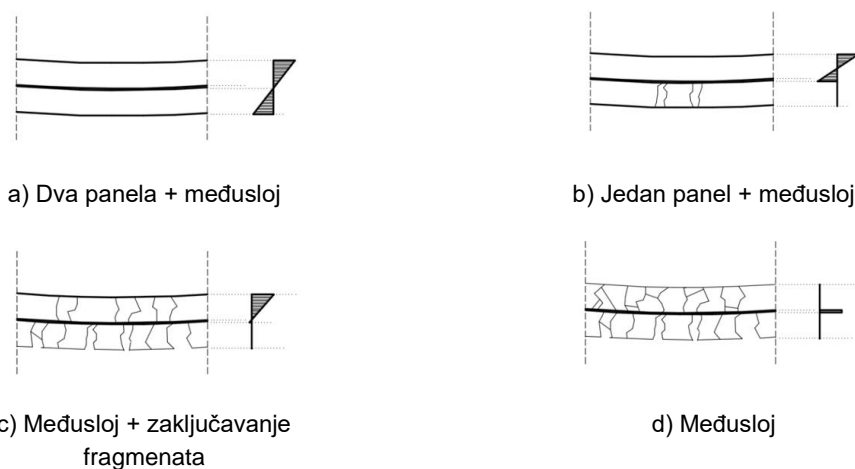 a) Dva panela + međusloj
b) Jedan panel + međusloj
c) Međusloj + zaključavanje
fragmenata
d) Međusloj